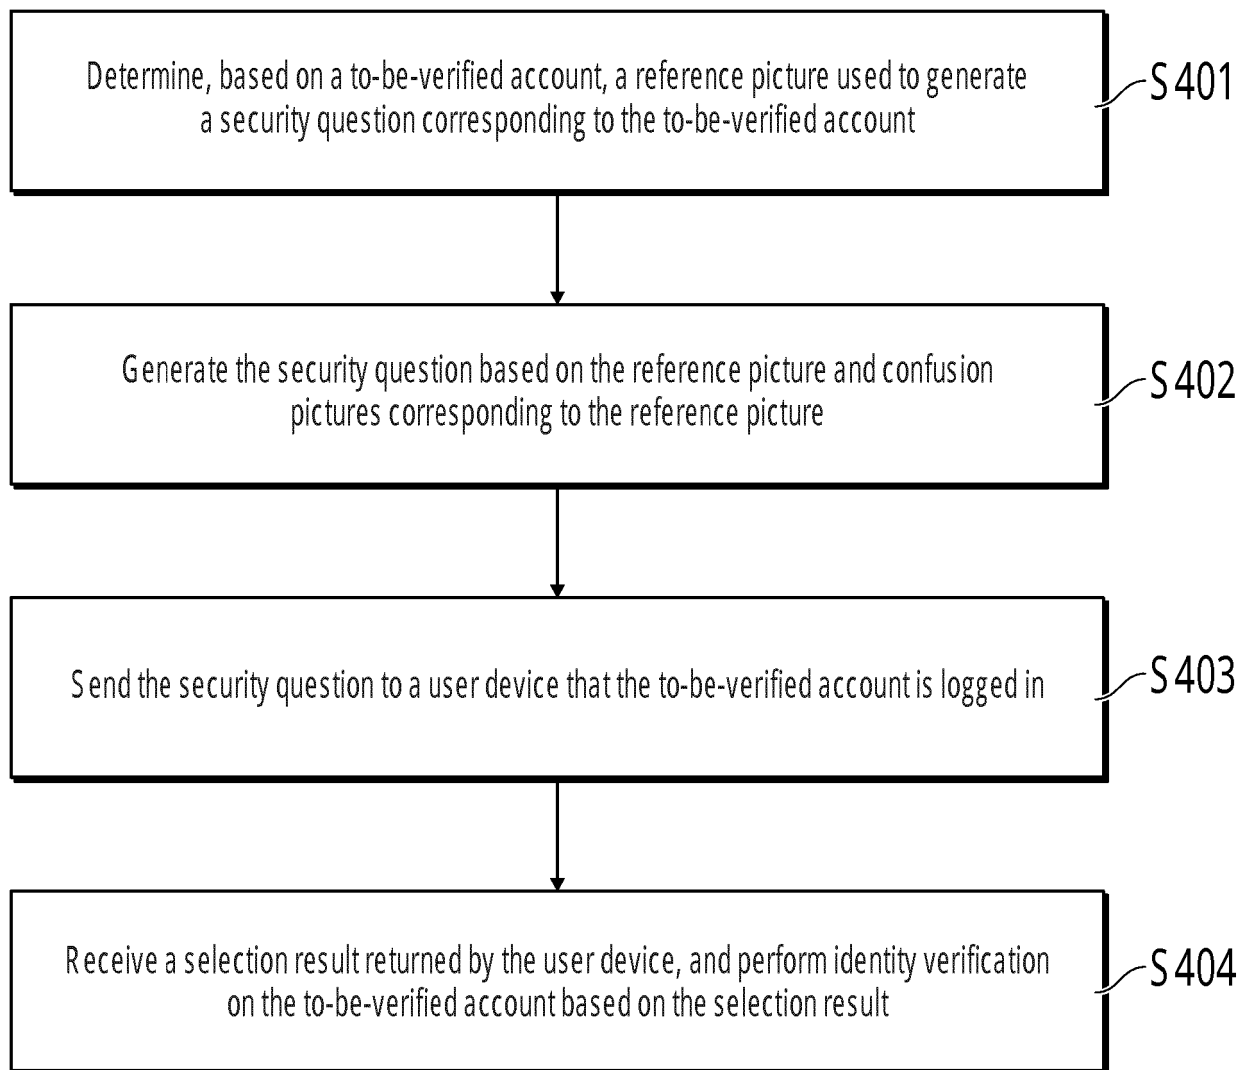 Determine, based on a to-be-verified account, a reference picture used to generate
a security question corresponding to the to-be-verified account
S401
Generate the security question based on the reference picture and confusion
pictures corresponding to the reference picture
S402
Send the security question to a user device that the to-be-verified account is logged in
S403
Receive a selection result returned by the user device, and perform identity verification
on the to-be-verified account based on the selection result
S404